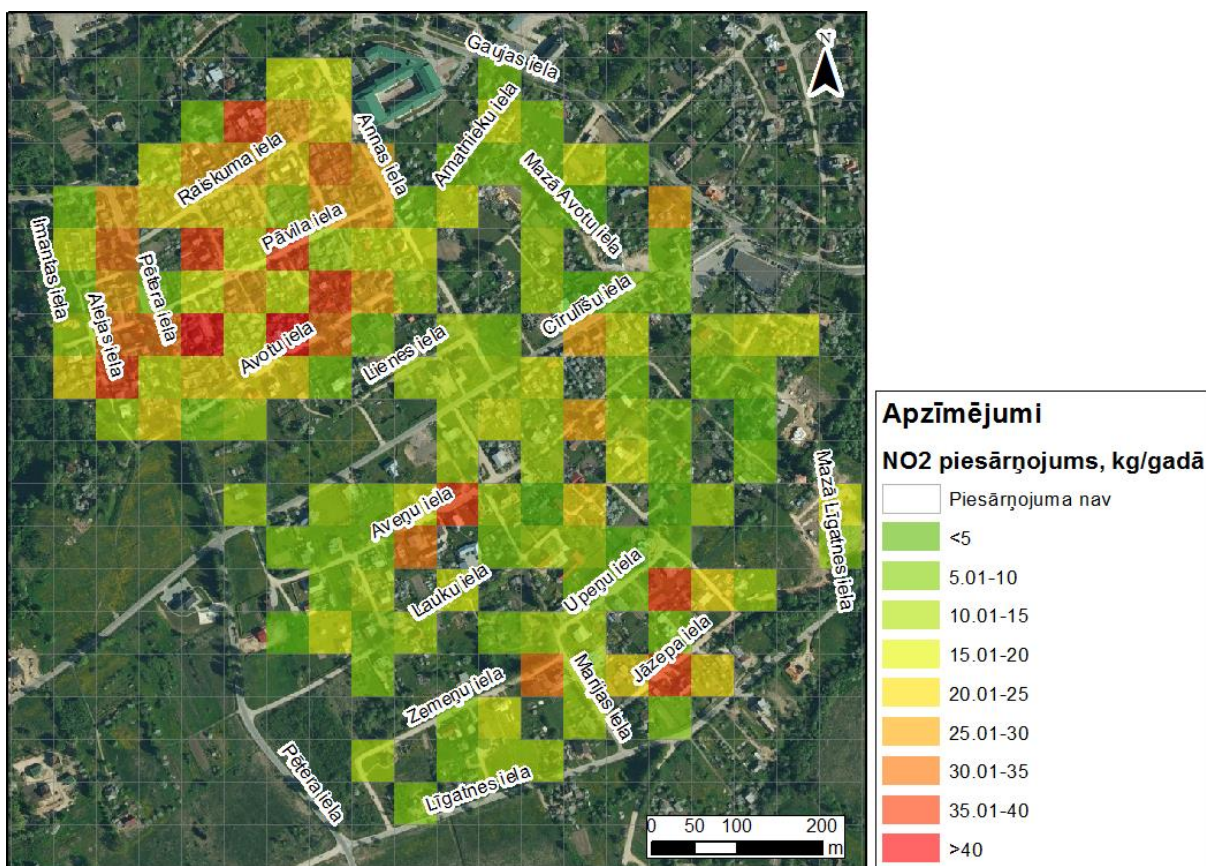 Gaujas iela
N
Amatnieku iela
Annas iela
Raiskuma iela
Mazā Avotu iela
Pāvila iela
Imantas iela
Pētera iela
Alejas iela
Cīrulīšu iela
Avotu iela
Lienes iela
Mazā Līgatnes iela
Aveņu iela
Upeņu iela
Lauku iela
Jāzepa iela
Marijas iela
Zemeņu iela
Pētera iela
Līgatnes iela
0 50 100 200
m
Apzīmējumi
NO2 piesārņojums, kg/gadā
Piesārņojuma nav
<5
5.01-10
10.01-15
15.01-20
20.01-25
25.01-30
30.01-35
35.01-40
>40